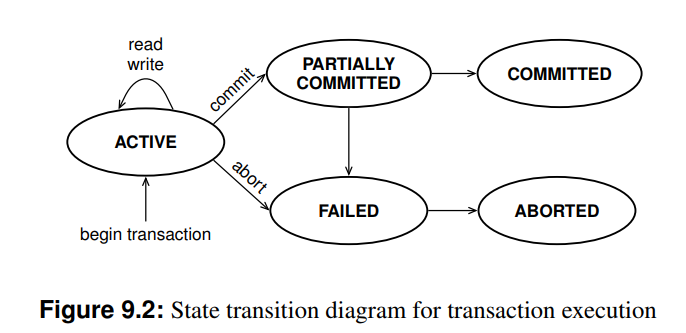 read
write
PARTIALLY
COMMITTED
COMMITTED
commit
ACTIVE
abort
FAILED
ABORTED
begin transaction
Figure 9.2: State transition diagram for transaction execution